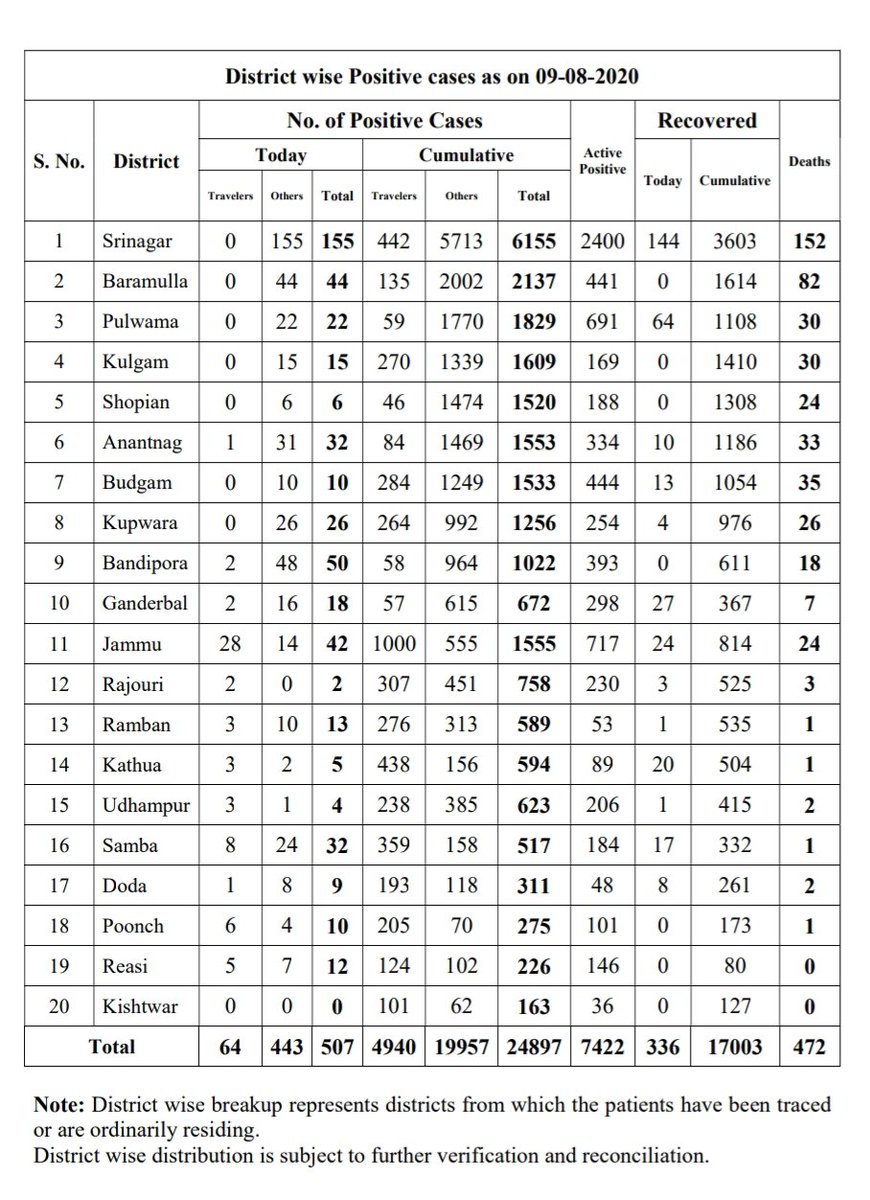 District wise Positive cases as on 09-08-2020
S. No. District No. of Positive Cases Active Positive Recovered Deaths
Today Cumulative Today Cumulative
Travelers Others Total Travelers Others Total
1 Srinagar 0 155 155 442 5713 6155 2400 144 3603 152
2 Baramulla 0 44 44 135 2002 2137 441 0 1614 82
3 Pulwama 0 22 22 59 1770 1829 691 64 1108 30
4 Kulgam 0 15 15 270 1339 1609 169 0 1410 30
5 Shopian 0 6 6 46 1474 1520 188 0 1308 24
6 Anantnag 1 31 32 84 1469 1553 334 10 1186 33
7 Budgam 0 10 10 284 1249 1533 444 13 1054 35
8 Kupwara 0 26 26 264 992 1256 254 4 976 26
9 Bandipora 2 48 50 58 964 1022 393 0 611 18
10 Ganderbal 2 16 18 57 615 672 298 27 367 7
11 Jammu 28 14 42 1000 555 1555 717 24 814 24
12 Rajouri 2 0 2 307 451 758 230 3 525 3
13 Ramban 3 10 13 276 313 589 53 1 535 1
14 Kathua 3 2 5 438 156 594 89 20 504 1
15 Udhampur 3 1 4 238 385 623 206 1 415 2
16 Samba 8 24 32 359 158 517 184 17 332 1
17 Doda 1 8 9 193 118 311 48 8 261 2
18 Poonch 6 4 10 205 70 275 101 0 173 1
19 Reasi 5 7 12 124 102 226 146 0 80 0
20 Kishtwar 0 0 0 101 62 163 36 0 127 0
Total 64 443 507 4940 19957 24897 7422 336 17003 472
Note: District wise breakup represents districts from which the patients have been traced
or are ordinarily residing.
District wise distribution is subject to further verification and reconciliation.